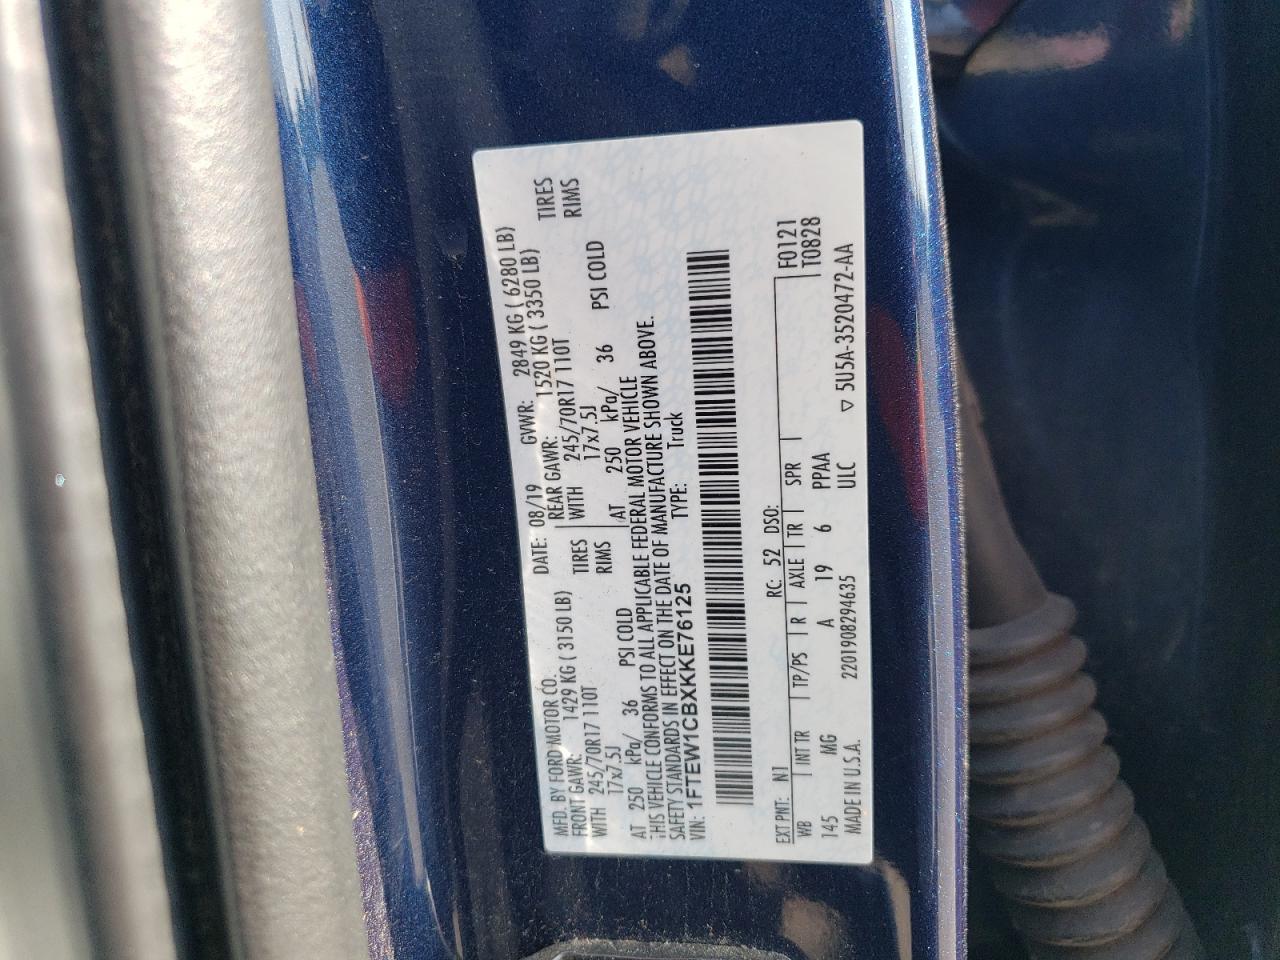 MFD. BY FORD MOTOR CO. DATE: 08/19 GVWR: 2849 KG ( 6280 LB)
FRONT GAWR: 1429 KG ( 3150 LB) REAR GAWR: 1520 KG ( 3350 LB)
WITH 245/70R17 110T TIRES WITH 245/70R17 110T TIRES
17x7.5J RIMS 17x7.5J RIMS
AT 250 kPa/ 36 PSI COLD AT 250 kPa/ 36 PSI COLD
THIS VEHICLE CONFORMS TO ALL APPLICABLE FEDERAL MOTOR VEHICLE
SAFETY STANDARDS IN EFFECT ON THE DATE OF MANUFACTURE SHOWN ABOVE.
VIN: 1FTEW1CBXKKE76125 TYPE: Truck
EXT PNT: N1 RC: 52 DSO: F0121
WB INT TR TP/PS R AXLE TR SPR T0828
145 MG A 19 6 PPAA
MADE IN U.S.A. 2201908294635 ULC ▽ 5U5A-3520472-AA